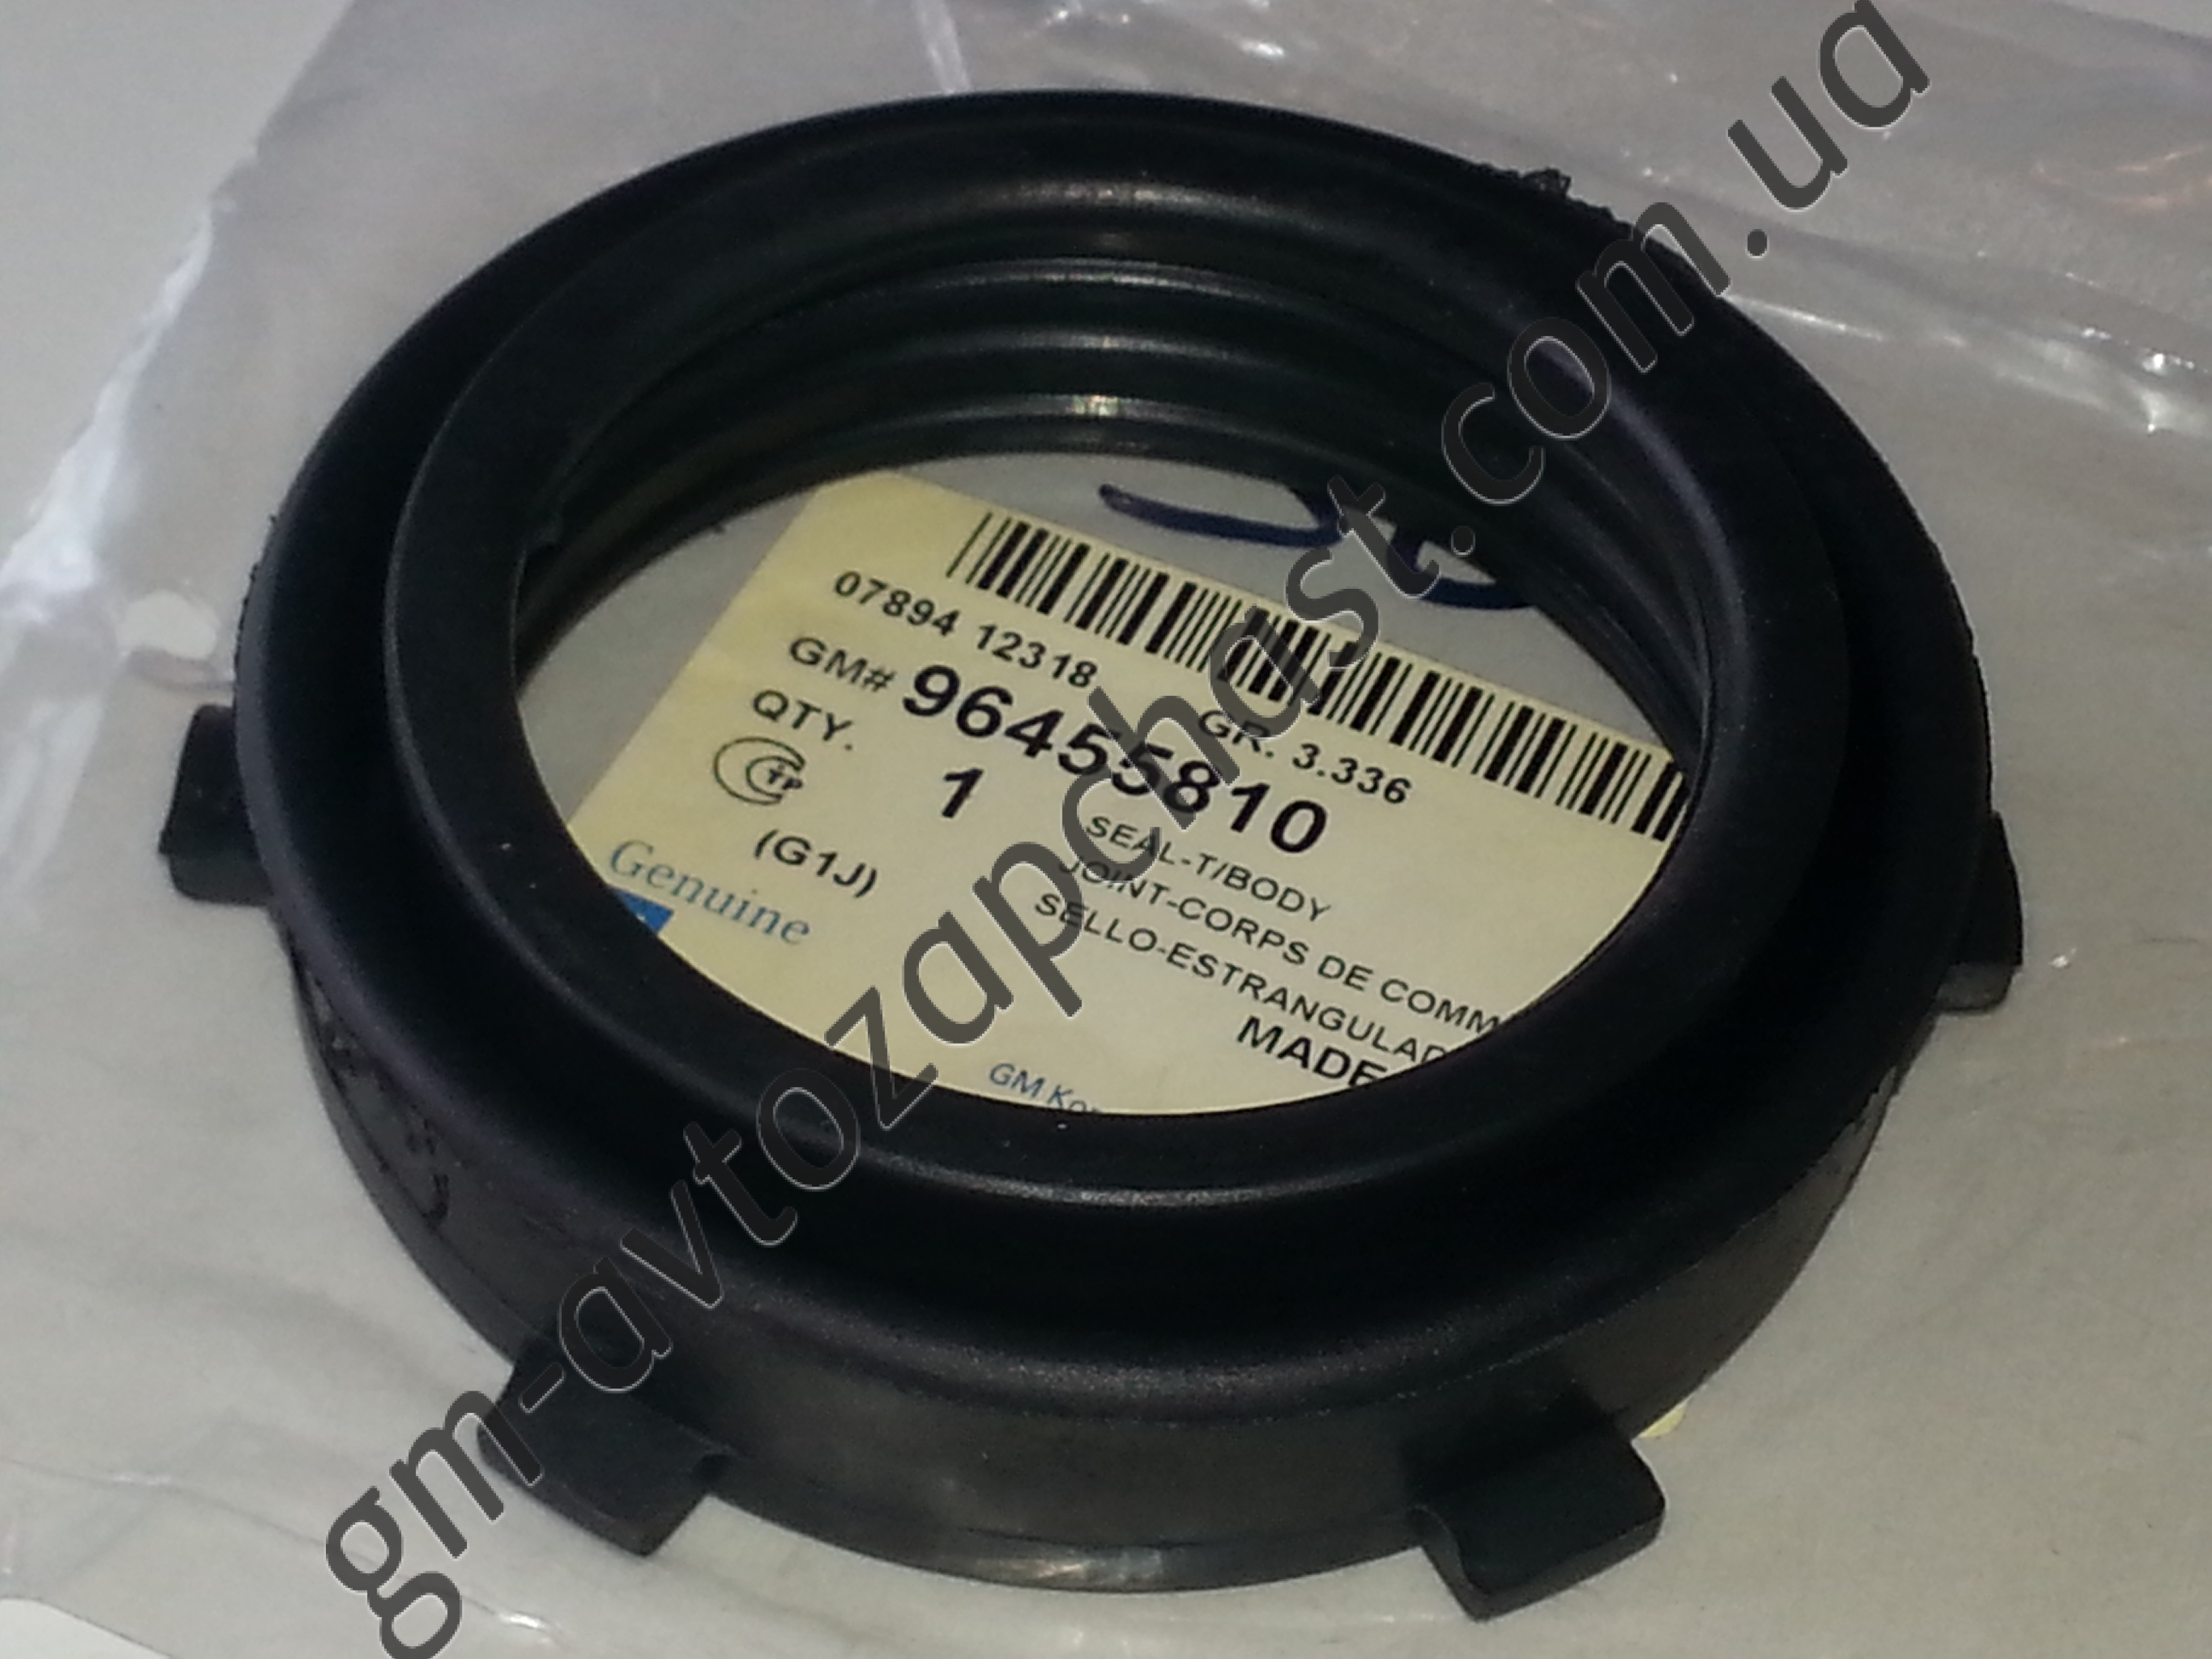 07894 12318
GR. 3.336
GM# 96455810
QTY. 1
SEAL-T/BODY
(G1J)
JOINT-CORPS DE COMM
SELLO-ESTRANGULAD
Genuine
MADE
GM Kor
gm-avtozapchast.com.ua